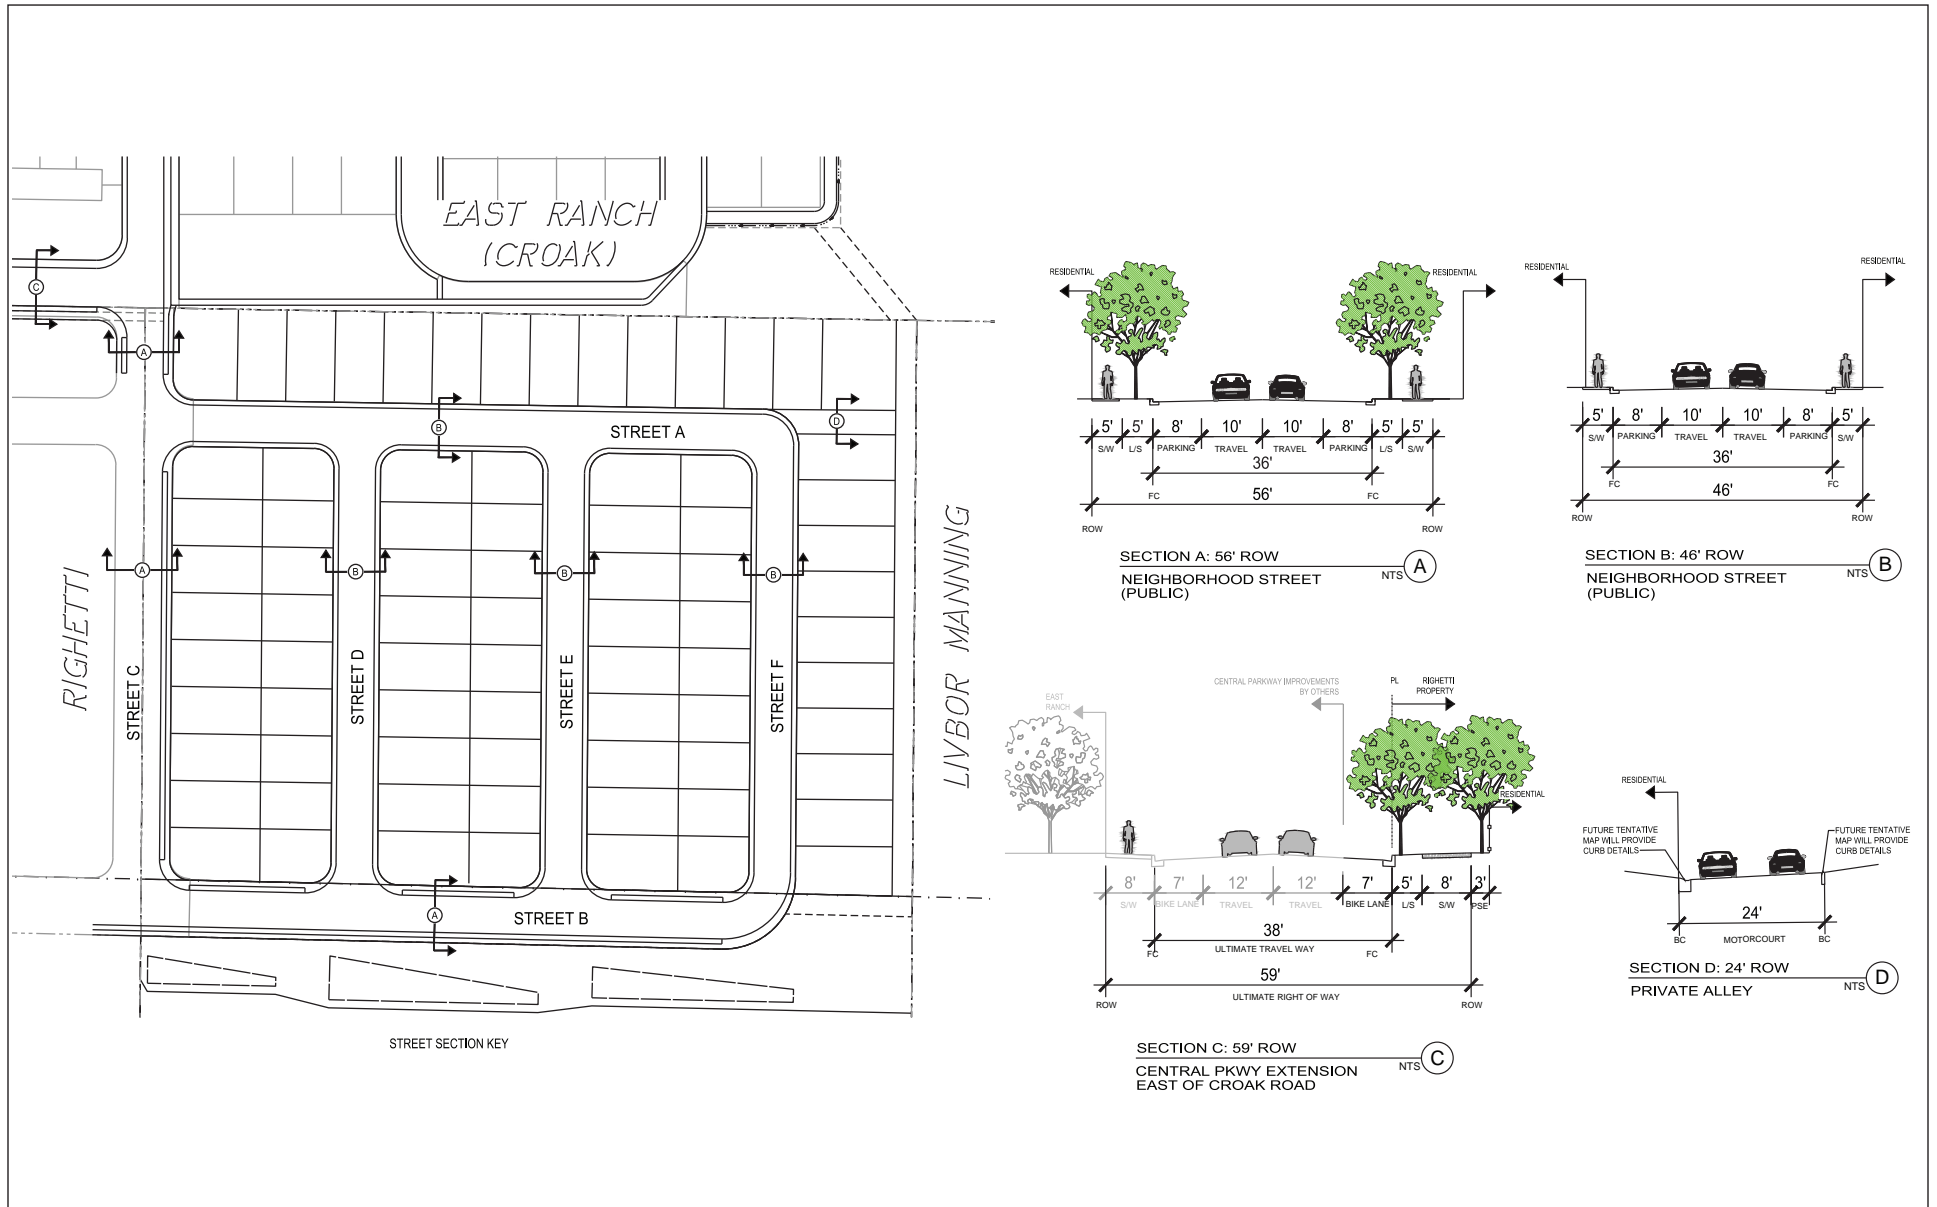 EAST RANCH
(CROAK)
C
A
B
D
STREET A
A
B
B
B
RIGHETTI
STREET C
STREET D
STREET E
STREET F
LIVBOR MANNING
A
STREET B
STREET SECTION KEY
RESIDENTIAL
RESIDENTIAL
5' 5' 8' 10' 10' 8' 5' 5'
S/W L/S PARKING TRAVEL TRAVEL PARKING L/S S/W
36'
FC FC
56'
ROW ROW
SECTION A: 56' ROW
NEIGHBORHOOD STREET
(PUBLIC)
NTS
A
RESIDENTIAL
RESIDENTIAL
5' 8' 10' 10' 8' 5'
S/W PARKING TRAVEL TRAVEL PARKING S/W
36'
FC FC
46'
ROW ROW
SECTION B: 46' ROW
NEIGHBORHOOD STREET
(PUBLIC)
NTS
B
EAST
RANCH
CENTRAL PARKWAY IMPROVEMENTS
BY OTHERS
PL
RIGHETTI
PROPERTY
RESIDENTIAL
8' 7' 12' 12' 7' 5' 8' 3'
S/W BIKE LANE TRAVEL TRAVEL BIKE LANE L/S S/W PSE
38'
ULTIMATE TRAVEL WAY
FC FC
59'
ULTIMATE RIGHT OF WAY
ROW ROW
SECTION C: 59' ROW
CENTRAL PKWY EXTENSION
EAST OF CROAK ROAD
NTS
C
RESIDENTIAL
FUTURE TENTATIVE
MAP WILL PROVIDE
CURB DETAILS
FUTURE TENTATIVE
MAP WILL PROVIDE
CURB DETAILS
24'
BC MOTORCOURT BC
SECTION D: 24' ROW
PRIVATE ALLEY
NTS
D